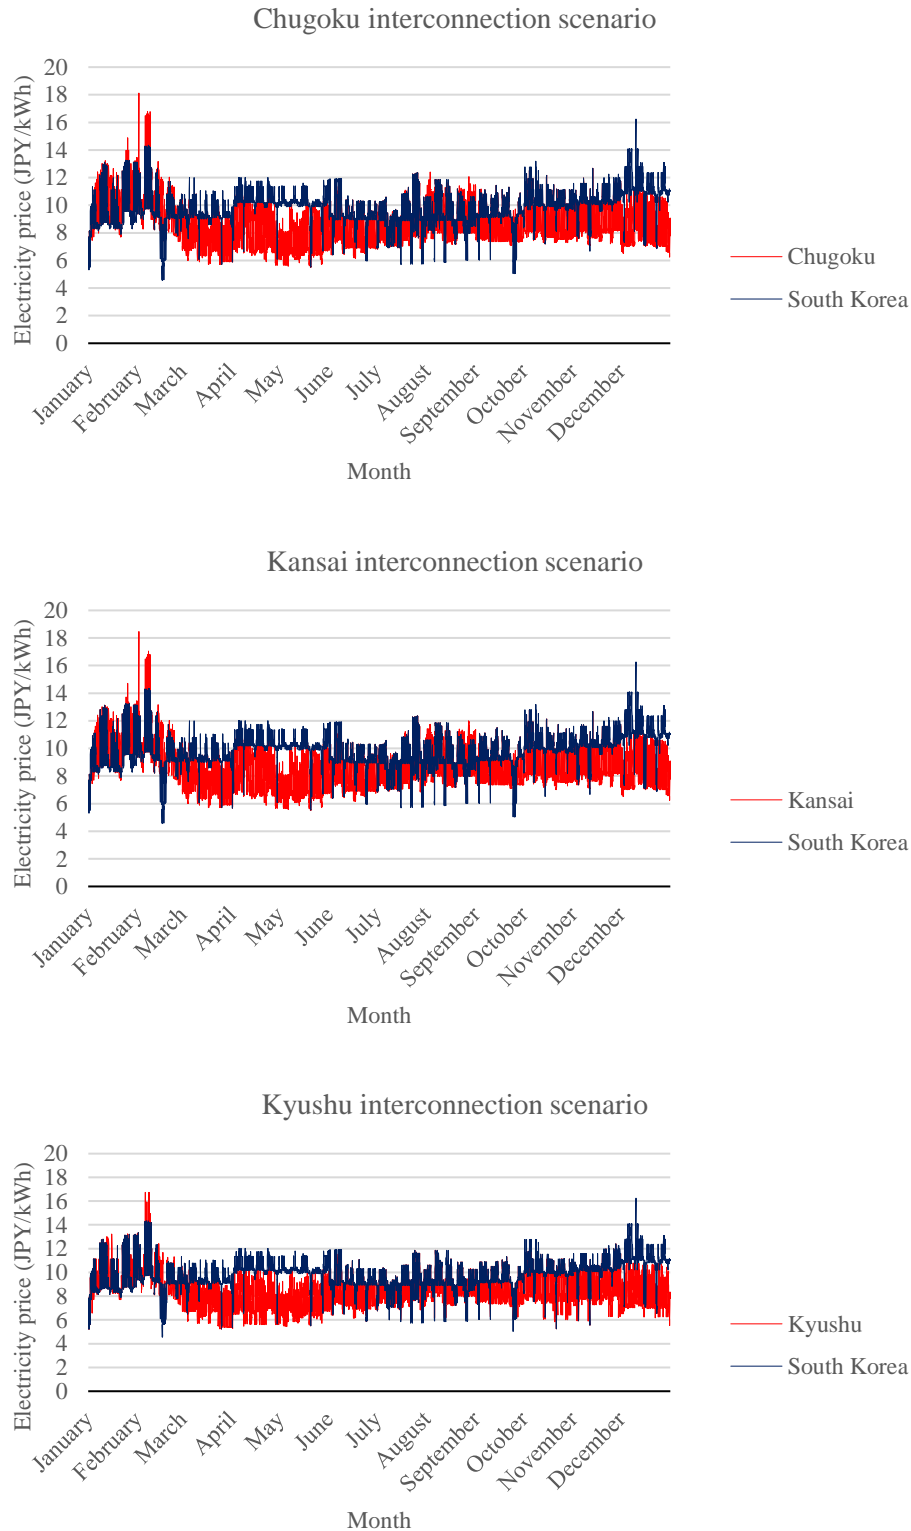 Chugoku interconnection scenario
Electricity price (JPY/kWh)
20
18
16
14
12
10
8
6
4
2
0
January
February
March
April
May
June
July
August
September
October
November
December
Month
Chugoku
South Korea
Kansai interconnection scenario
Electricity price (JPY/kWh)
20
18
16
14
12
10
8
6
4
2
0
January
February
March
April
May
June
July
August
September
October
November
December
Month
Kansai
South Korea
Kyushu interconnection scenario
Electricity price (JPY/kWh)
20
18
16
14
12
10
8
6
4
2
0
January
February
March
April
May
June
July
August
September
October
November
December
Month
Kyushu
South Korea